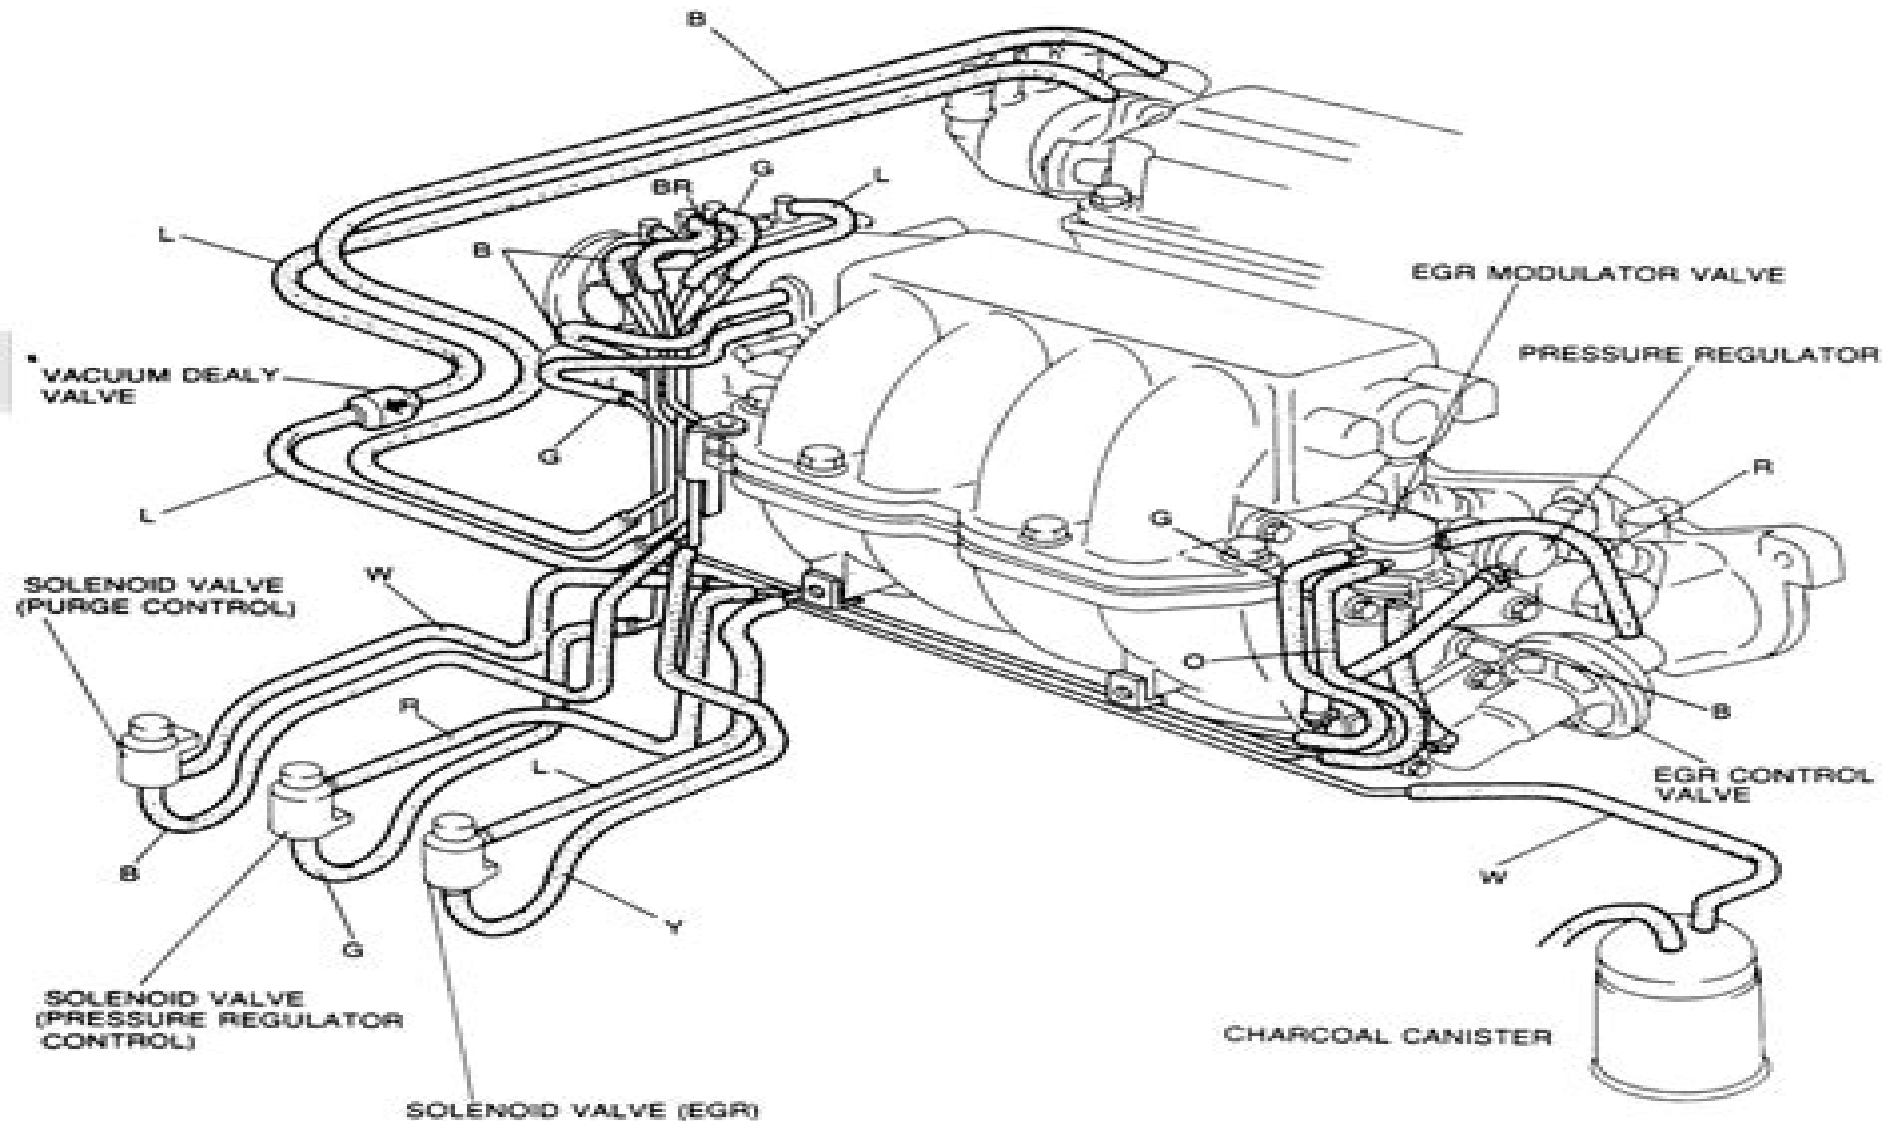 B
G
BR
L
L
B
EGR MODULATOR VALVE
PRESSURE REGULATOR
*VACUUM DEALY
VALVE
G
R
L
G
W
SOLENOID VALVE
(PURGE CONTROL)
O
R
B
L
EGR CONTROL
VALVE
B
W
Y
G
SOLENOID VALVE
(PRESSURE REGULATOR
CONTROL)
CHARCOAL CANISTER
SOLENOID VALVE (EGR)